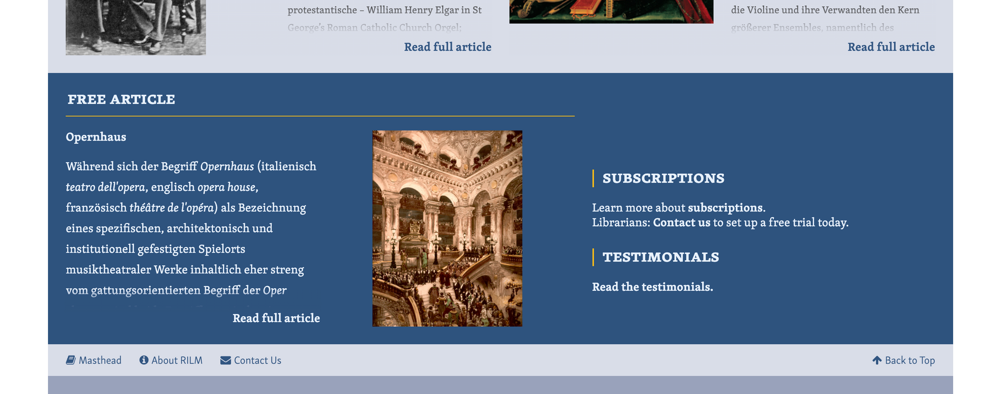 protestantische – William Henry Elgar in St
George's Roman Catholic Church Orgel;
Read full article
die Violine und ihre Verwandten den Kern
größerer Ensembles, namentlich des
Read full article
FREE ARTICLE
Opernhaus
Während sich der Begriff Opernhaus (italienisch
teatro dell'opera, englisch opera house,
französisch théâtre de l'opéra) als Bezeichnung
eines spezifischen, architektonisch und
institutionell gefestigten Spielorts
musiktheatraler Werke inhaltlich eher streng
vom gattungsorientierten Begriff der Oper
Read full article
SUBSCRIPTIONS
Learn more about subscriptions.
Librarians: Contact us to set up a free trial today.
TESTIMONIALS
Read the testimonials.
Masthead
About RILM
Contact Us
Back to Top